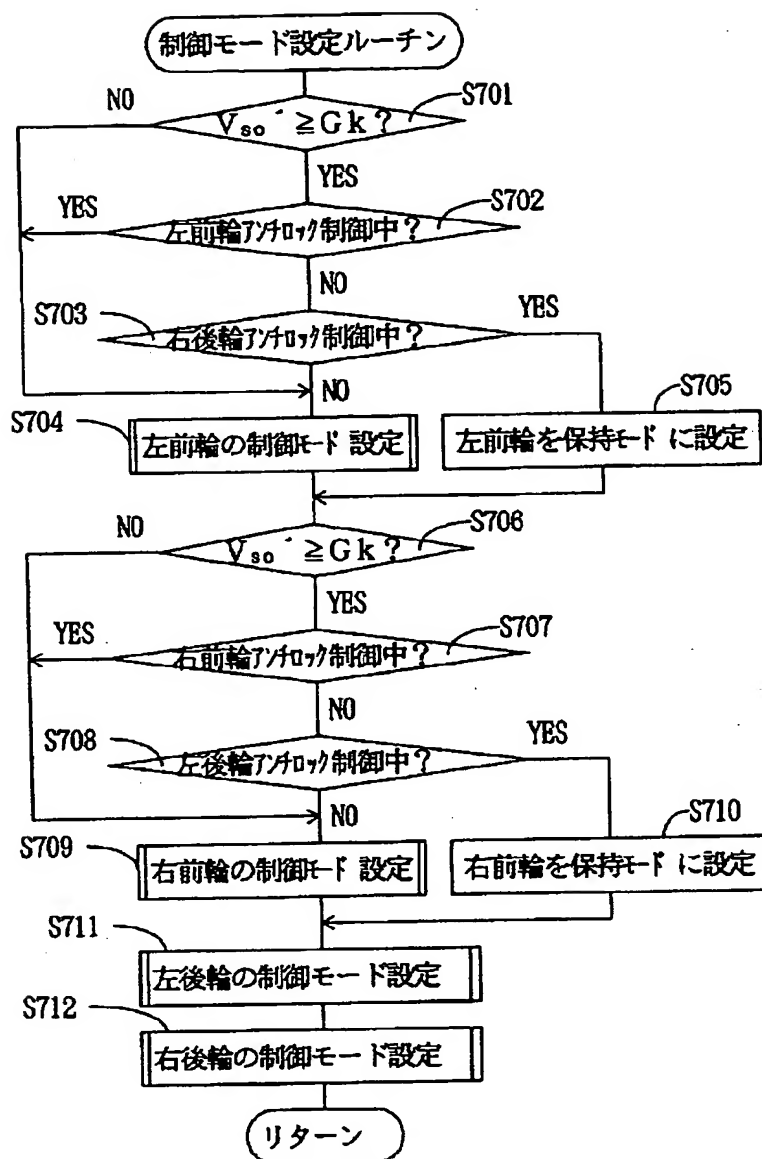 制御モード設定ルーチン
S701
NO
Vso´≧Gk？
YES
S702
YES
左前輪ｱﾝﾁﾛｯｸ制御中？
NO
S703
YES
右後輪ｱﾝﾁﾛｯｸ制御中？
NO
S705
S704
左前輪の制御ﾓｰﾄﾞ 設定
左前輪を保持ﾓｰﾄﾞ に設定
S706
NO
Vso´≧Gk？
YES
S707
YES
右前輪ｱﾝﾁﾛｯｸ制御中？
NO
S708
YES
左後輪ｱﾝﾁﾛｯｸ制御中？
NO
S710
S709
右前輪の制御ﾓｰﾄﾞ 設定
右前輪を保持ﾓｰﾄﾞ に設定
S711
左後輪の制御モード設定
S712
右後輪の制御モード設定
リターン